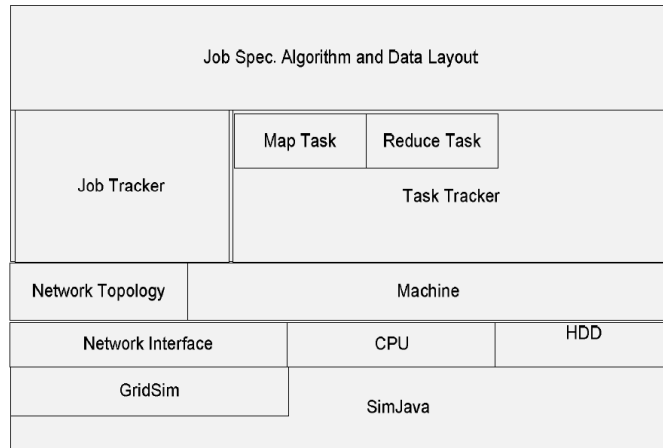 Job Spec. Algorithm and Data Layout
Map Task
Reduce Task
Job Tracker
Task Tracker
Network Topology
Machine
Network Interface
CPU
HDD
GridSim
SimJava